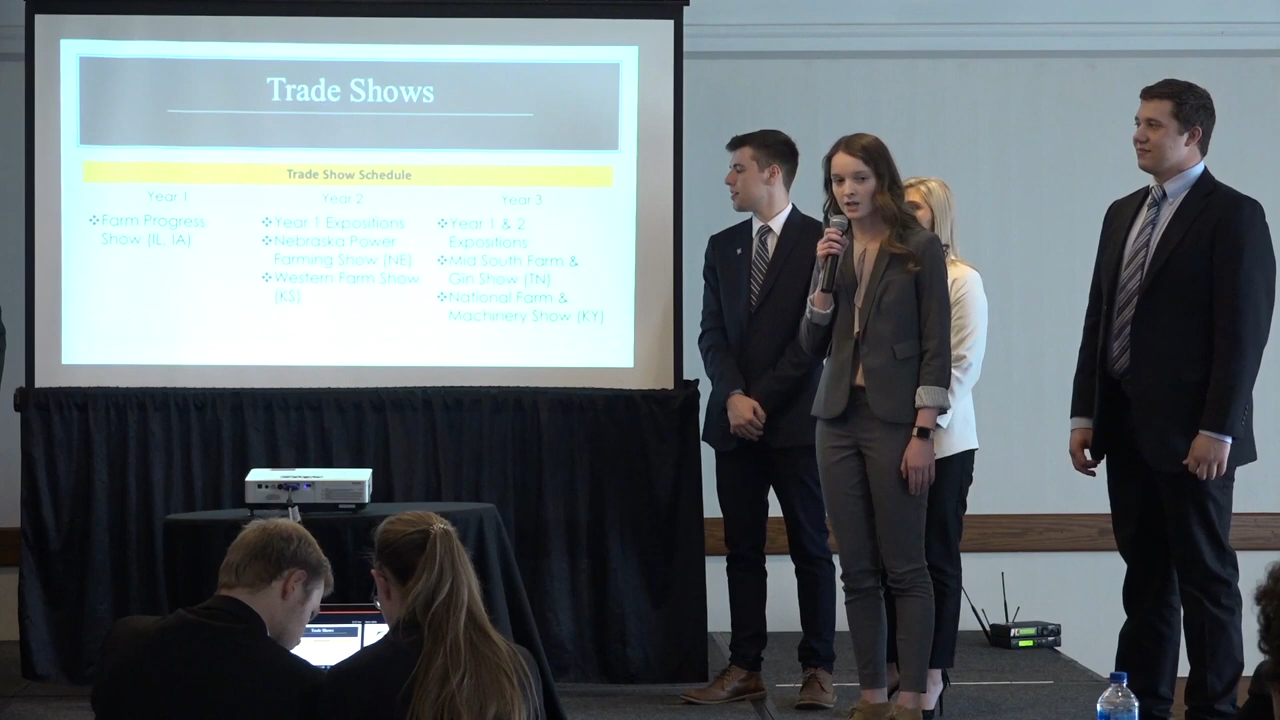 Trade Shows
Trade Show Schedule
Year 1
❖Farm Progress
Show (IL, IA)
Year 2
❖Year 1 Expositions
❖Nebraska Power
Farming Show (NE)
❖Western Farm Show
(KS)
Year 3
❖Year 1 & 2
Expositions
❖Mid South Farm &
Gin Show (TN)
❖National Farm &
Machinery Show (KY)
Trade Shows